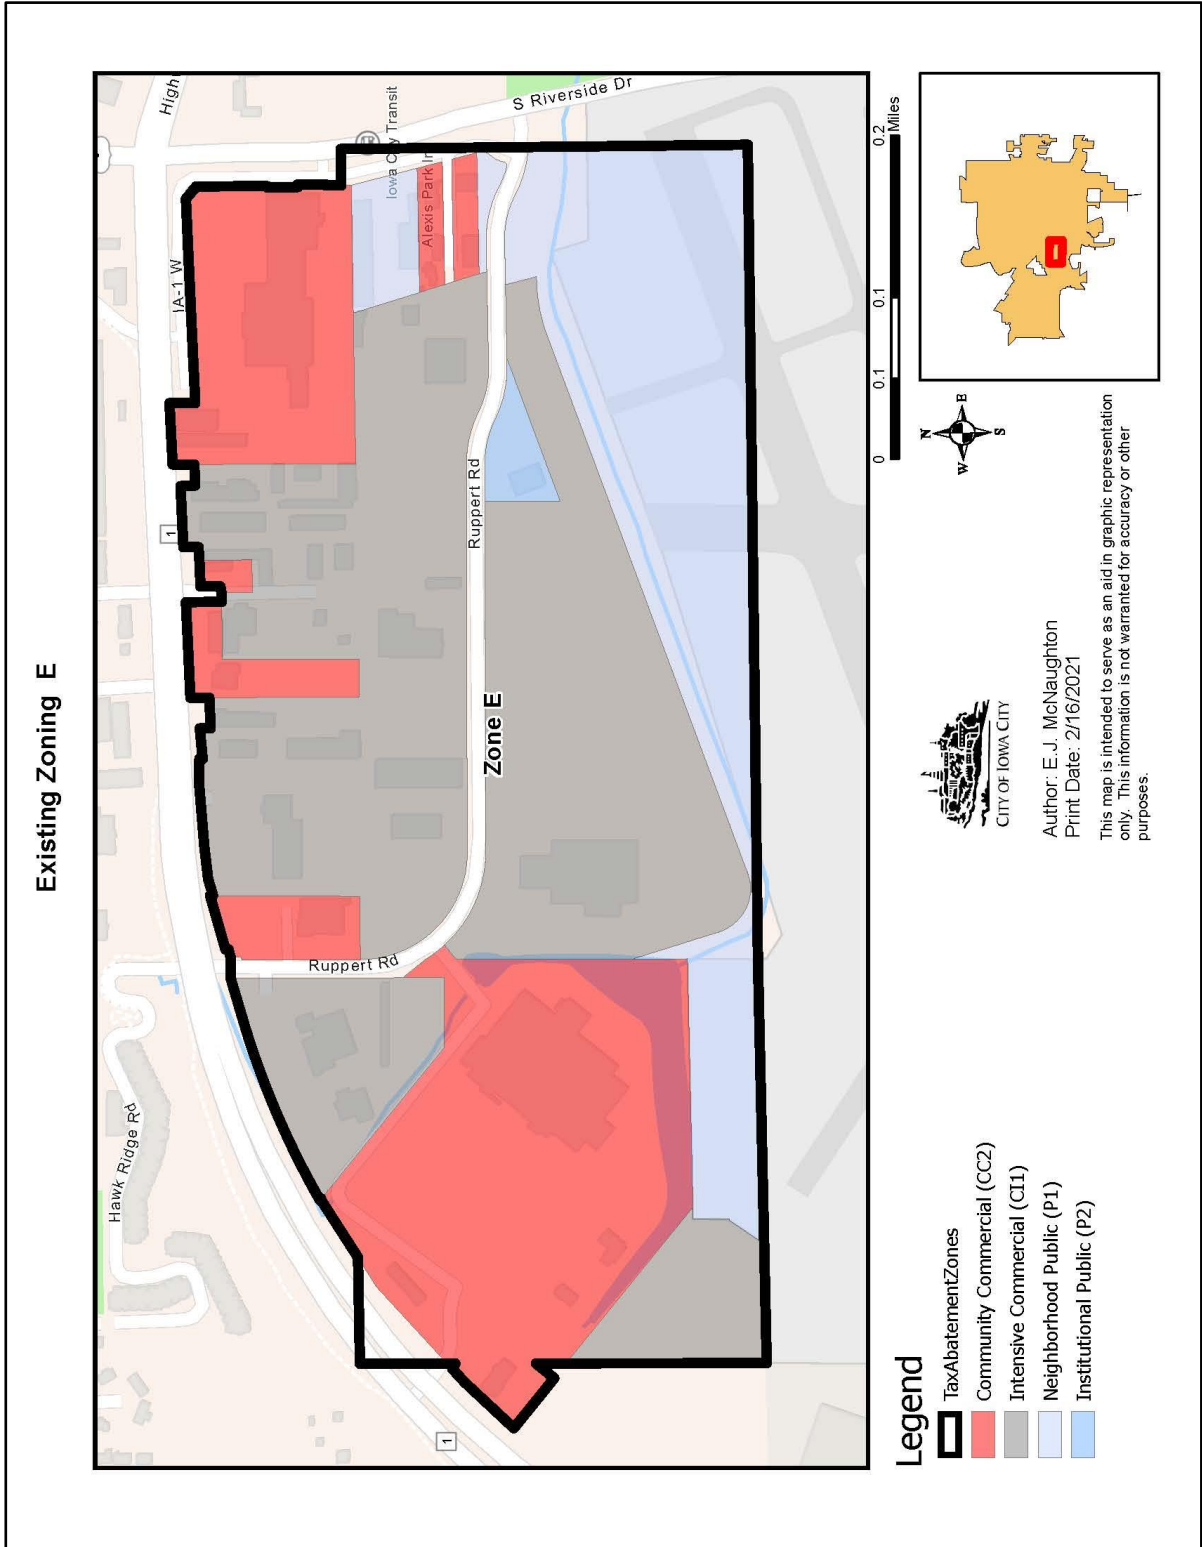 Existing Zoning E
Hawk Ridge Rd
High
1
IA-1 W
1
Iowa City Transit
Alexis Park In
S Riverside Dr
Ruppert Rd
Ruppert Rd
Zone E
Legend
TaxAbatementZones
Community Commercial (CC2)
Intensive Commercial (CI1)
Neighborhood Public (P1)
Institutional Public (P2)
CITY OF IOWA CITY
Author: E.J. McNaughton
Print Date: 2/16/2021
This map is intended to serve as an aid in graphic representation
only. This information is not warranted for accuracy or other
purposes.
N
W
E
S
0 0.1 0.1 0.2
Miles